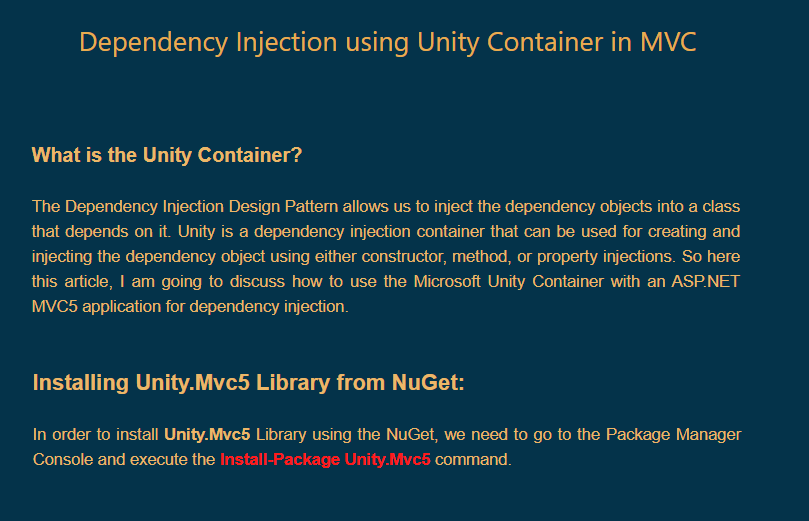 Dependency Injection using Unity Container in MVC
What is the Unity Container?
The Dependency Injection Design Pattern allows us to inject the dependency objects into a class
that depends on it. Unity is a dependency injection container that can be used for creating and
injecting the dependency object using either constructor, method, or property injections. So here
this article, I am going to discuss how to use the Microsoft Unity Container with an ASP.NET
MVC5 application for dependency injection.
Installing Unity.Mvc5 Library from NuGet:
In order to install Unity.Mvc5 Library using the NuGet, we need to go to the Package Manager
Console and execute the Install-Package Unity.Mvc5 command.